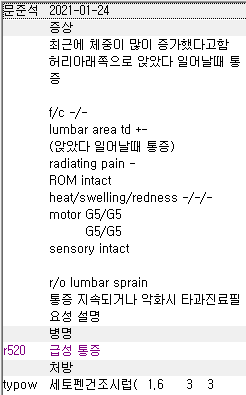 문준석 2021-01-24
증상
최근에 체중이 많이 증가했다고함
허리아래쪽으로 앉았다 일어날때 통
증
f/c -/-
lumbar area td +-
(앉았다 일어날때 통증)
radiating pain -
ROM intact
heat/swelling/redness -/-/-
motor G5/G5
G5/G5
sensory intact
r/o lumbar sprain
통증 지속되거나 악화시 타과진료필
요성 설명
병명
r520 급성 통증
처방
typow 세토펜건조시럽( 1.6 3 3